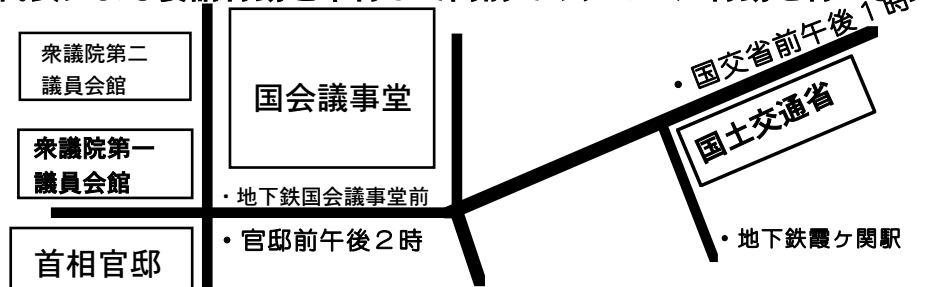 衆議院第二
議員会館
国会議事堂
・国交省前午後１時
国土交通省
衆議院第一
議員会館
・地下鉄国会議事堂前
・官邸前午後２時
・地下鉄霞ヶ関駅
首相官邸